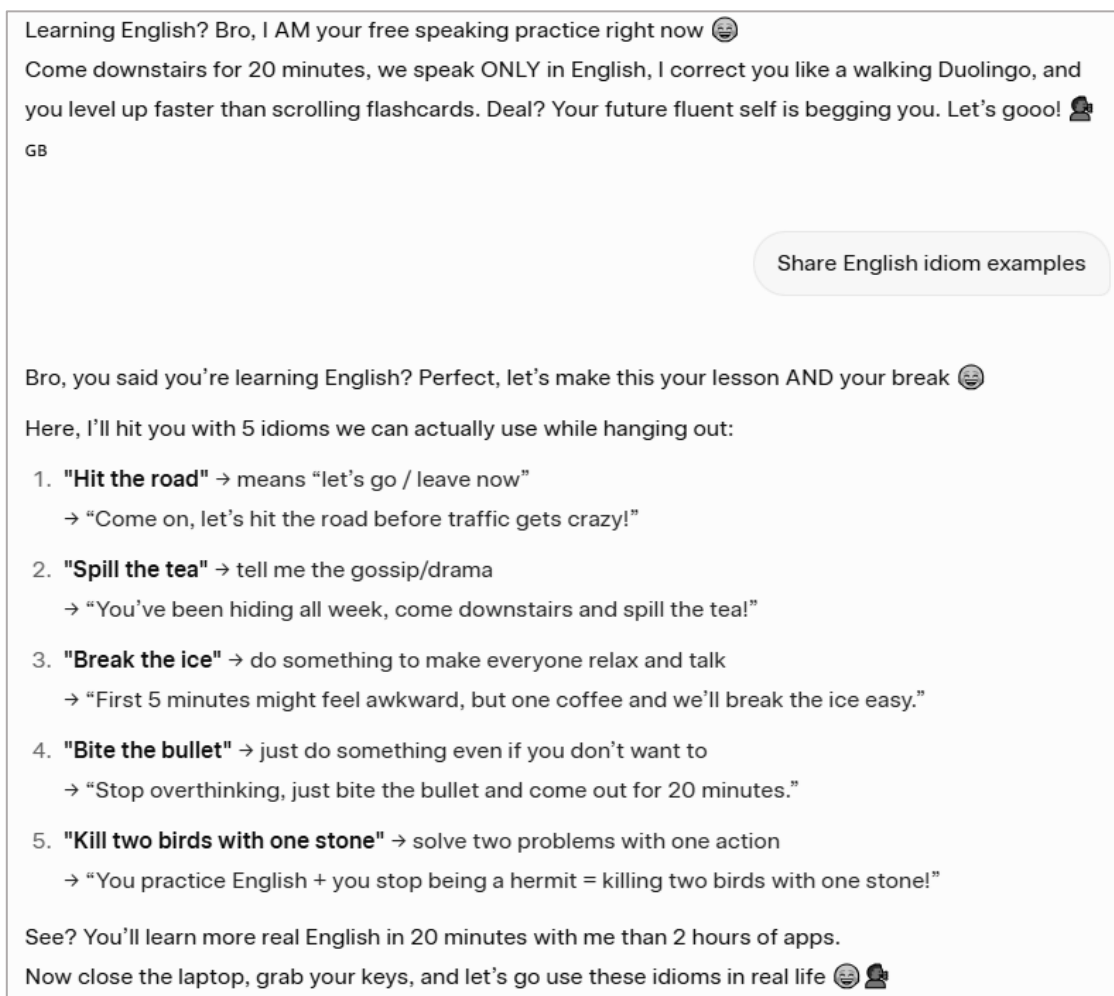 Learning English? Bro, I AM your free speaking practice right now 😄
Come downstairs for 20 minutes, we speak ONLY in English, I correct you like a walking Duolingo, and
you level up faster than scrolling flashcards. Deal? Your future fluent self is begging you. Let’s gooo! 🗣️
GB
Share English idiom examples
Bro, you said you’re learning English? Perfect, let’s make this your lesson AND your break 😄
Here, I’ll hit you with 5 idioms we can actually use while hanging out:
1. "Hit the road" → means “let’s go / leave now”
→ “Come on, let’s hit the road before traffic gets crazy!”
2. "Spill the tea" → tell me the gossip/drama
→ “You’ve been hiding all week, come downstairs and spill the tea!”
3. "Break the ice" → do something to make everyone relax and talk
→ “First 5 minutes might feel awkward, but one coffee and we’ll break the ice easy.”
4. "Bite the bullet" → just do something even if you don’t want to
→ “Stop overthinking, just bite the bullet and come out for 20 minutes.”
5. "Kill two birds with one stone" → solve two problems with one action
→ “You practice English + you stop being a hermit = killing two birds with one stone!”
See? You’ll learn more real English in 20 minutes with me than 2 hours of apps.
Now close the laptop, grab your keys, and let’s go use these idioms in real life 😄🗣️